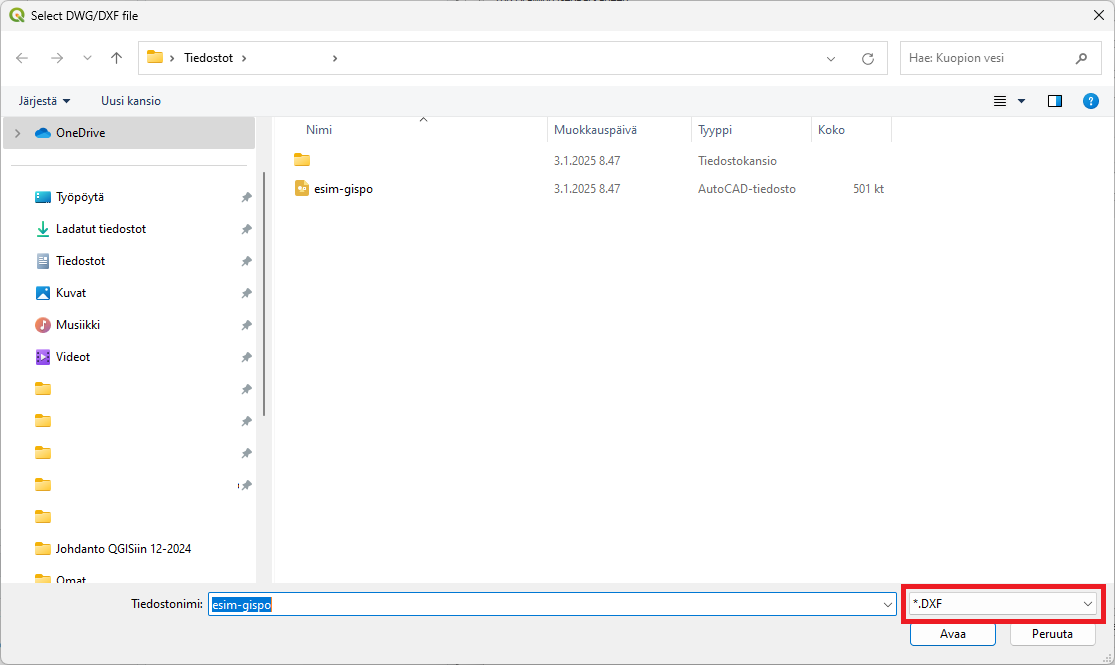 Select DWG/DXF file
Tiedostot
Hae: Kuopion vesi
Järjestä
Uusi kansio
?
OneDrive
Työpöytä
Ladatut tiedostot
Tiedostot
Kuvat
Musiikki
Videot
Johdanto QGISiin 12-2024
Omat
Nimi Muokkauspäivä Tyyppi Koko
3.1.2025 8.47 Tiedostokansio
esim-gispo 3.1.2025 8.47 AutoCAD-tiedosto 501 kt
Tiedostonimi: esim-gispo *.DXF
Avaa Peruuta